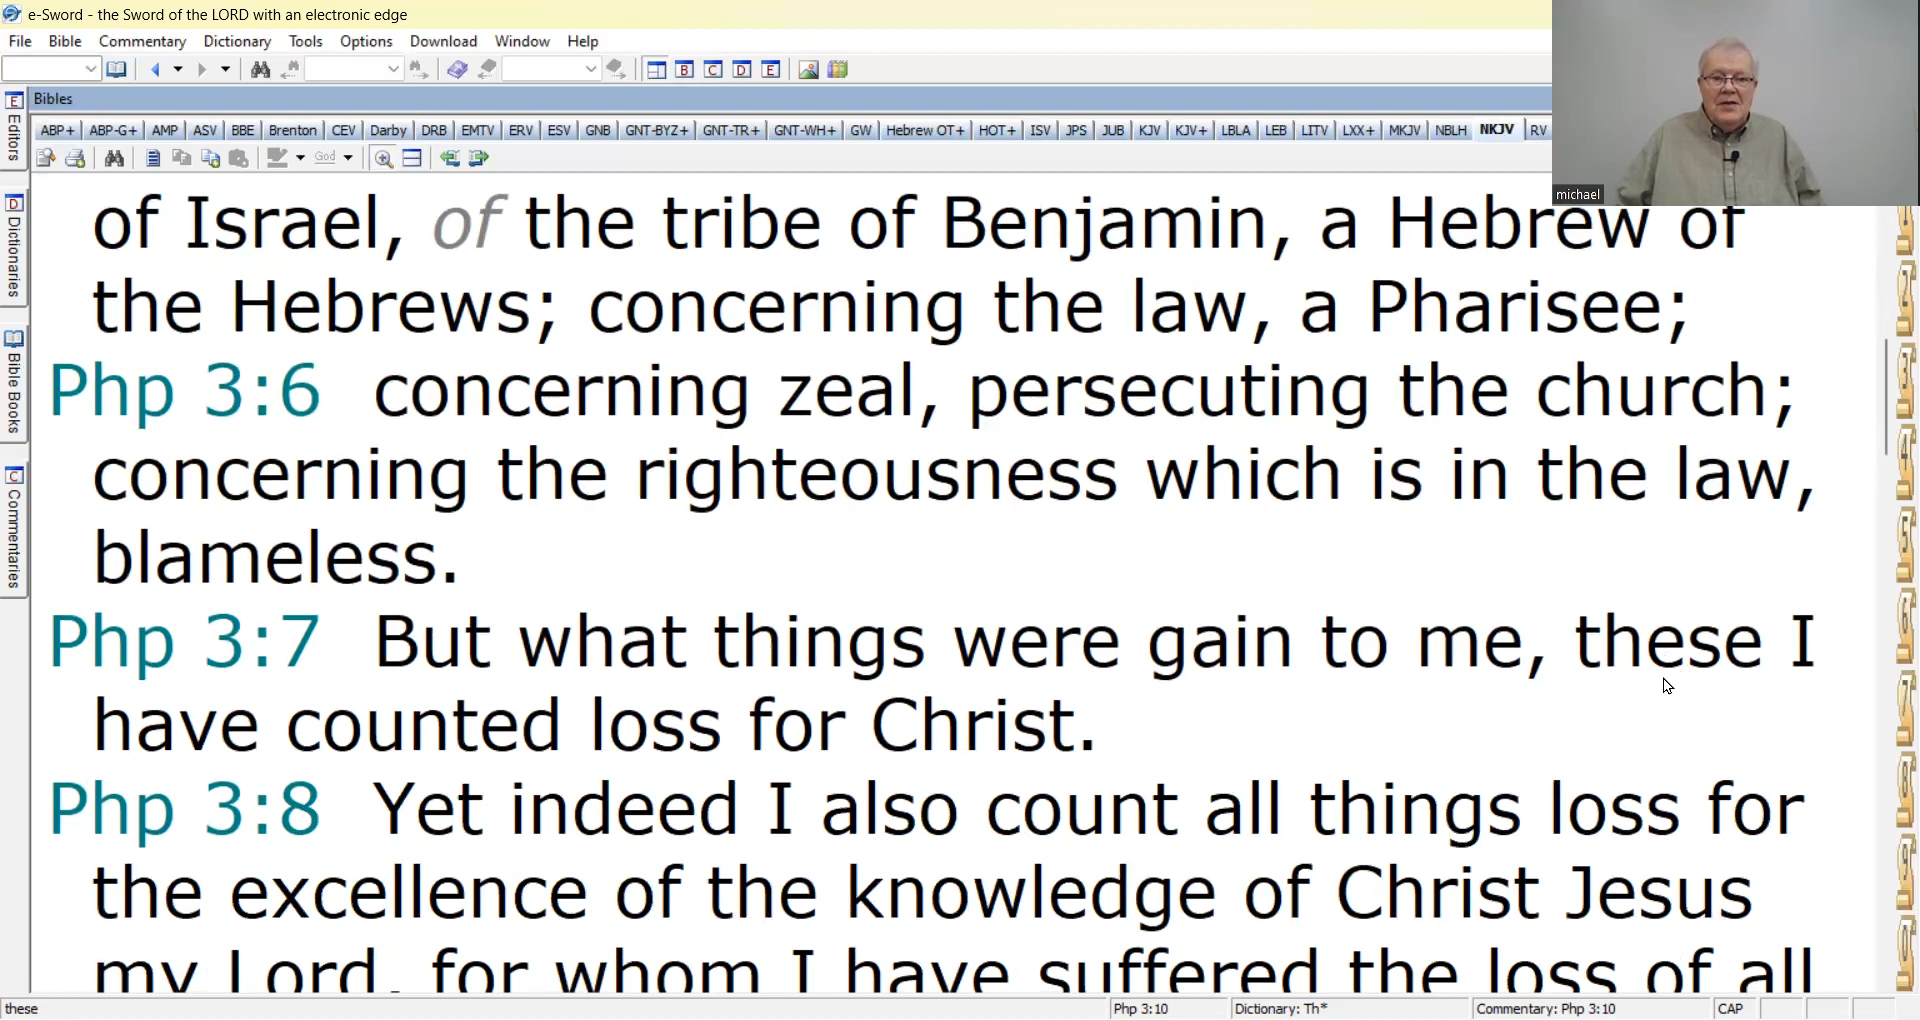 e-Sword - the Sword of the LORD with an electronic edge
File Bible Commentary Dictionary Tools Options Download Window Help
B C D E
Bibles
E Editors
D Dictionaries
Bible Books
C Commentaries
ABP+ ABP-G+ AMP ASV BBE Brenton CEV Darby DRB EMTV ERV ESV GNB GNT-BYZ+ GNT-TR+ GNT-WH+ GW Hebrew OT+ HOT+ ISV JPS JUB KJV KJV+ LBLA LEB LITV LXX+ MKJV NBLH NKJV RV
God
michael
of Israel, of the tribe of Benjamin, a Hebrew of
the Hebrews; concerning the law, a Pharisee;
Php 3:6 concerning zeal, persecuting the church;
concerning the righteousness which is in the law,
blameless.
Php 3:7 But what things were gain to me, these I
have counted loss for Christ.
Php 3:8 Yet indeed I also count all things loss for
the excellence of the knowledge of Christ Jesus
my Lord, for whom I have suffered the loss of all
these Php 3:10 Dictionary: Th* Commentary: Php 3:10 CAP